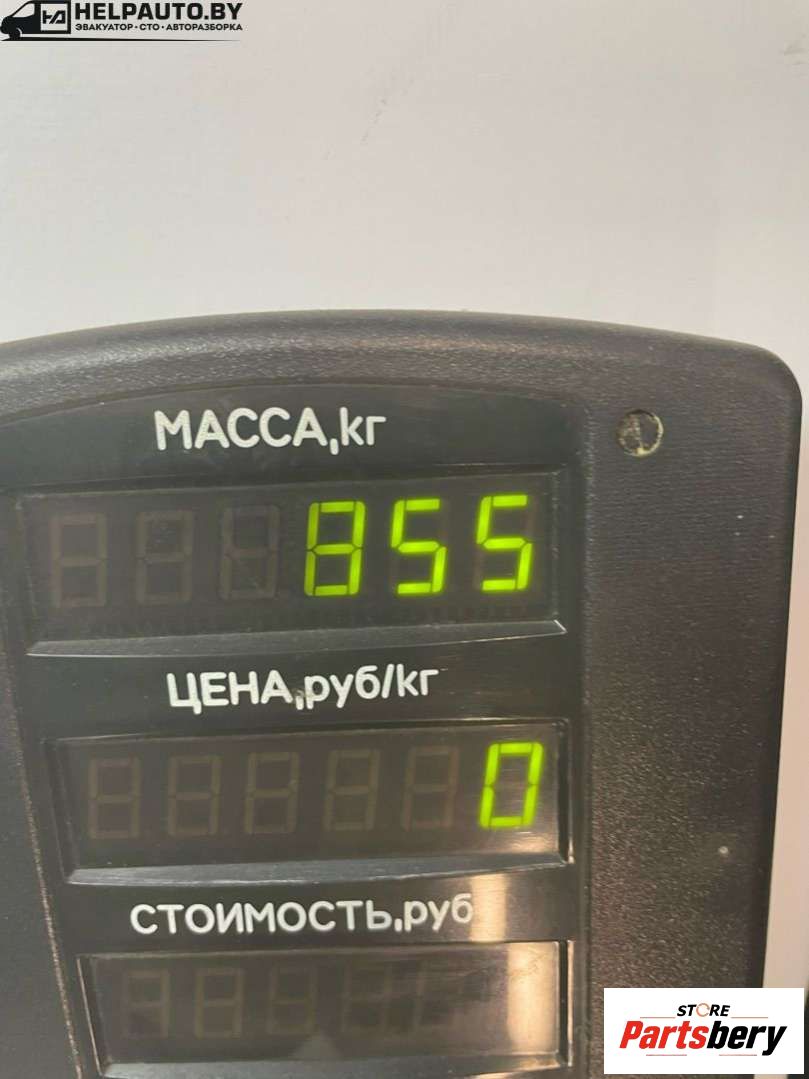 HELPAUTO.BY
ЭВАКУАТОР • СТО • АВТОРАЗБОРКА
МАССА,кг
855
ЦЕНА,руб/кг
0
СТОИМОСТЬ,руб
STORE
Partsbery